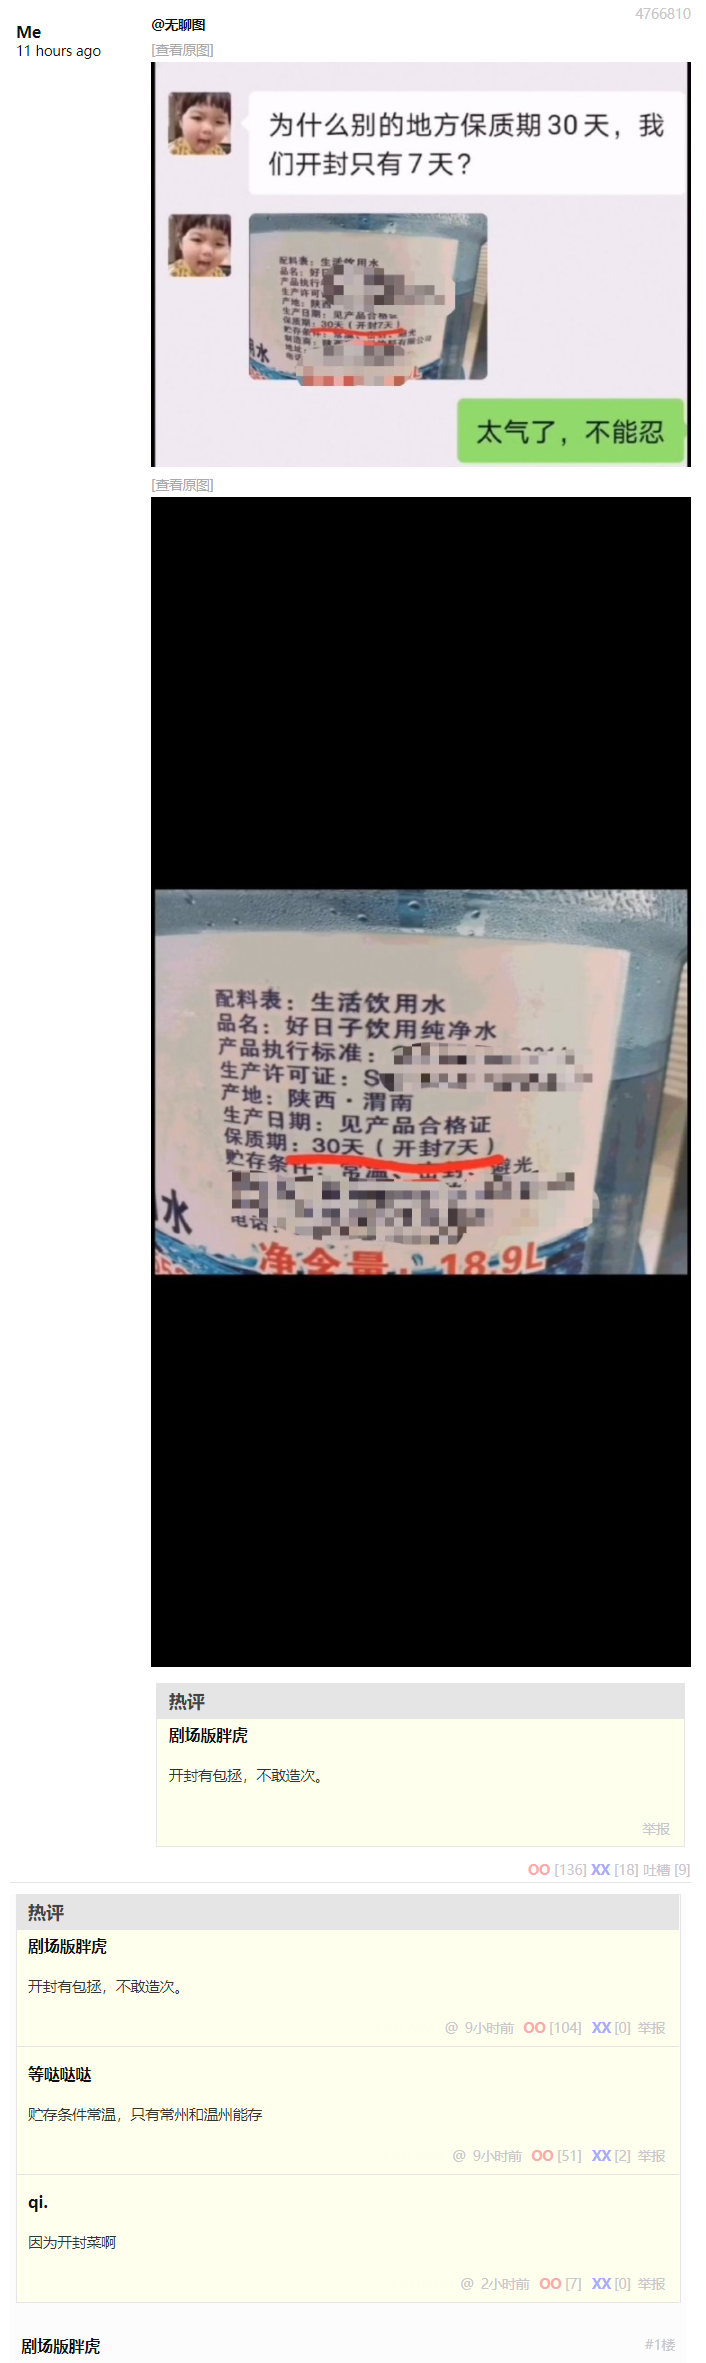 4766810
Me
11 hours ago
@无聊图
[查看原图]
为什么别的地方保质期30天，我
们开封只有7天？
配料表：生活饮用水
品名：好日
产品执行
生产许可
产地：陕西
生产日期：见产品合格证
保质期：30天（开封7天）
贮存条件：
制造商：陕
料有限公司
地址：
电话
水
太气了，不能忍
[查看原图]
配料表：生活饮用水
品名：好日子饮用纯净水
产品执行标准：
生产许可证：S
产地：陕西·渭南
生产日期：见产品合格证
保质期：30天（开封7天）
贮存条件：常温、密封、避光
电话：
水
净含量：18.9L
热评
剧场版胖虎
开封有包拯，不敢造次。
举报
OO [136] XX [18] 吐槽 [9]
热评
剧场版胖虎
开封有包拯，不敢造次。
@ 9小时前 OO [104] XX [0] 举报
等哒哒哒
贮存条件常温，只有常州和温州能存
@ 9小时前 OO [51] XX [2] 举报
qi.
因为开封菜啊
@ 2小时前 OO [7] XX [0] 举报
剧场版胖虎
#1楼